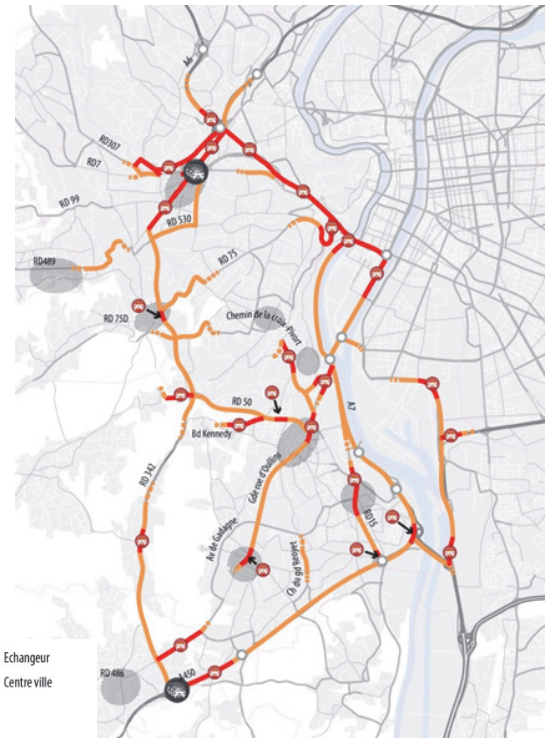 A6
RD307
RD7
RD 99
RD 530
RD489
RD 75
RD 75D
Chemin de la croix-Pivort
RD 50
A7
Bd Kennedy
Gde rue d'Oullins
RD 342
RD15
Av de Gadagne
Ch du gd Revoyet
Echangeur
Centre ville
RD 486
A450